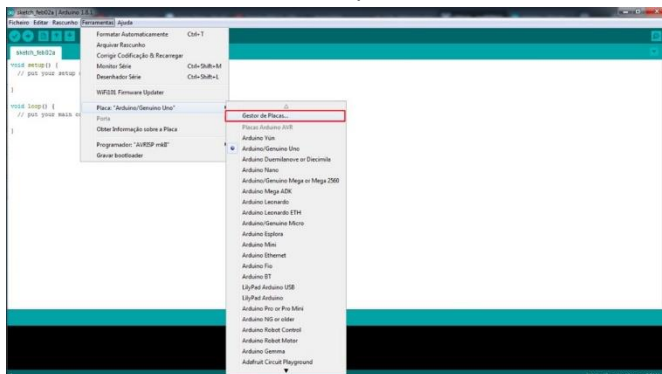 sketch_feb02a | Arduino 1.8.5
Ficheiro Editar Rascunho Ferramentas Ajuda
sketch_feb02a
void setup() {
// put your setup
}
void loop() {
// put your main
}
Formatar Automaticamente Ctrl+T
Arquivar Rascunho
Corrigir Codificação & Recarregar
Monitor Série Ctrl+Shift+M
Desenhador Série Ctrl+Shift+L
WiFi101 Firmware Updater
Placa: "Arduino/Genuino Uno"
Porta
Obter Informação sobre a Placa
Programador: "AVRISP mkII"
Gravar bootloader
Gestor de Placas...
Placas Arduino AVR
Arduino Yún
Arduino/Genuino Uno
Arduino Duemilanove or Diecimila
Arduino Nano
Arduino/Genuino Mega or Mega 2560
Arduino Mega ADK
Arduino Leonardo
Arduino Leonardo ETH
Arduino/Genuino Micro
Arduino Esplora
Arduino Mini
Arduino Ethernet
Arduino Fio
Arduino BT
LilyPad Arduino USB
LilyPad Arduino
Arduino Pro or Pro Mini
Arduino NG or older
Arduino Robot Control
Arduino Robot Motor
Arduino Gemma
Adafruit Circuit Playground